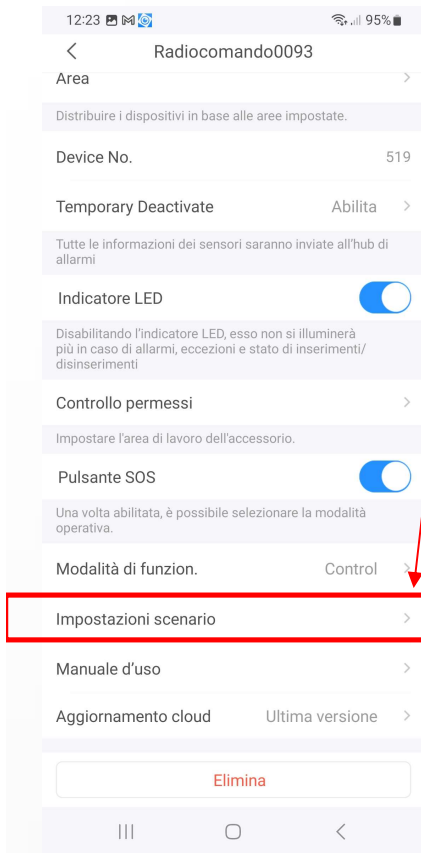 12:23 95%
Radiocomando0093
Area
Distribuire i dispositivi in base alle aree impostate.
Device No. 519
Temporary Deactivate Abilita
Tutte le informazioni dei sensori saranno inviate all'hub di
allarmi
Indicatore LED
Disabilitando l'indicatore LED, esso non si illuminerà
più in caso di allarmi, eccezioni e stato di inserimenti/
disinserimenti
Controllo permessi
Impostare l'area di lavoro dell'accessorio.
Pulsante SOS
Una volta abilitata, è possibile selezionare la modalità
operativa.
Modalità di funzion. Control
Impostazioni scenario
Manuale d'uso
Aggiornamento cloud Ultima versione
Elimina